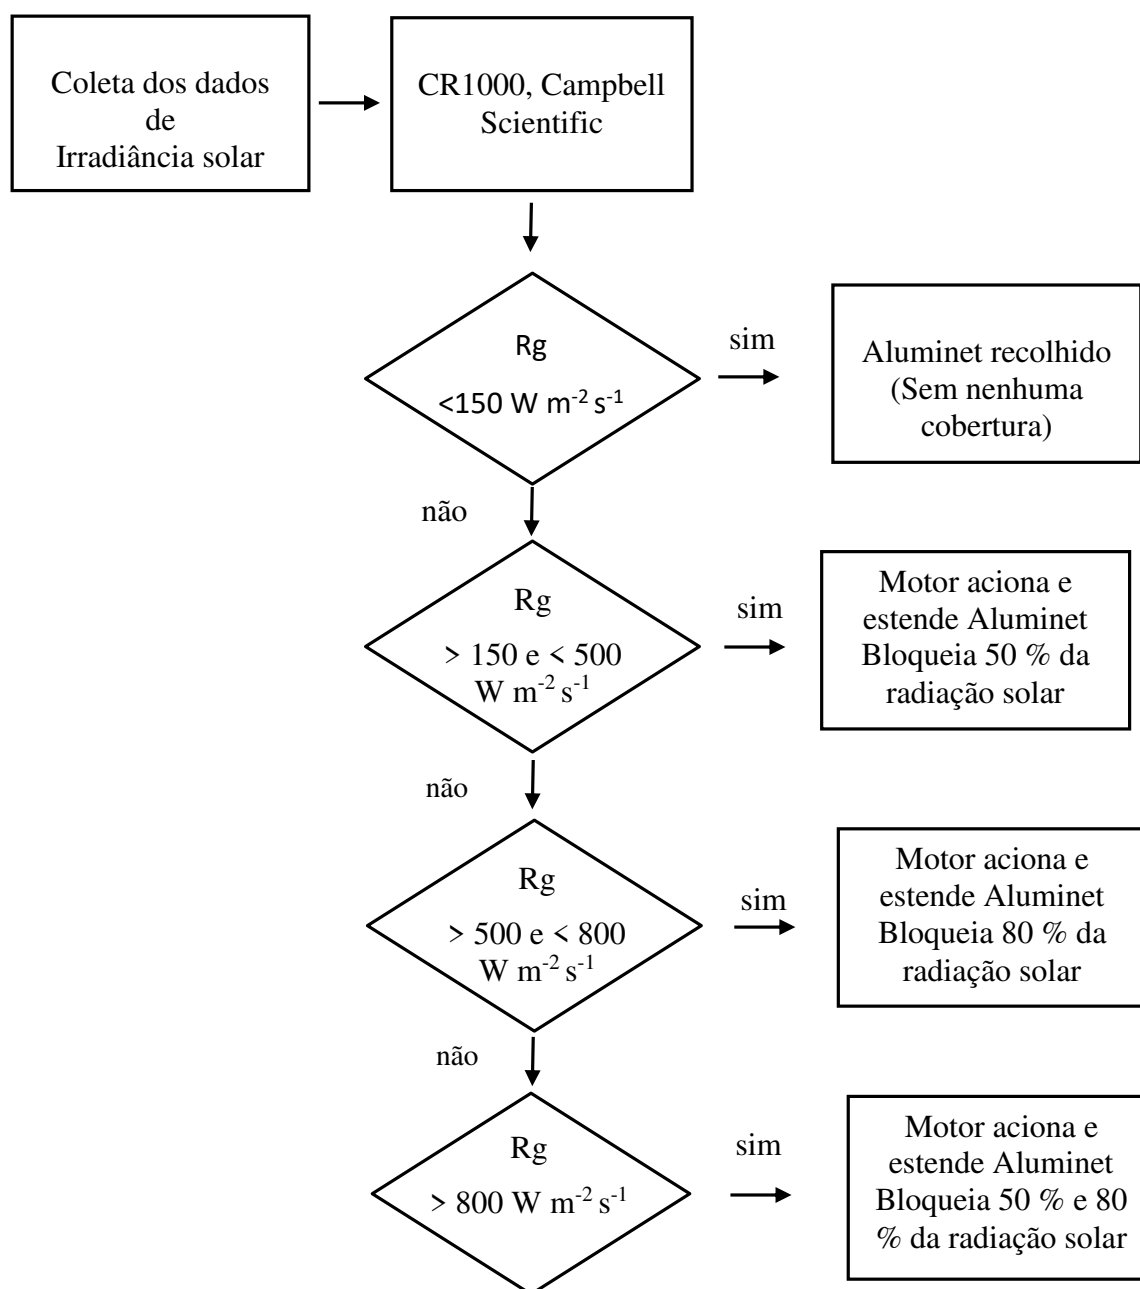 Coleta dos dados
de
Irradiância solar
CR1000, Campbell
Scientific
Rg
<150 W m⁻² s⁻¹
sim
Aluminet recolhido
(Sem nenhuma
cobertura)
não
Rg
> 150 e < 500
W m⁻² s⁻¹
sim
Motor aciona e
estende Aluminet
Bloqueia 50 % da
radiação solar
não
Rg
> 500 e < 800
W m⁻² s⁻¹
sim
Motor aciona e
estende Aluminet
Bloqueia 80 % da
radiação solar
não
Rg
> 800 W m⁻² s⁻¹
sim
Motor aciona e
estende Aluminet
Bloqueia 50 % e 80
% da radiação solar